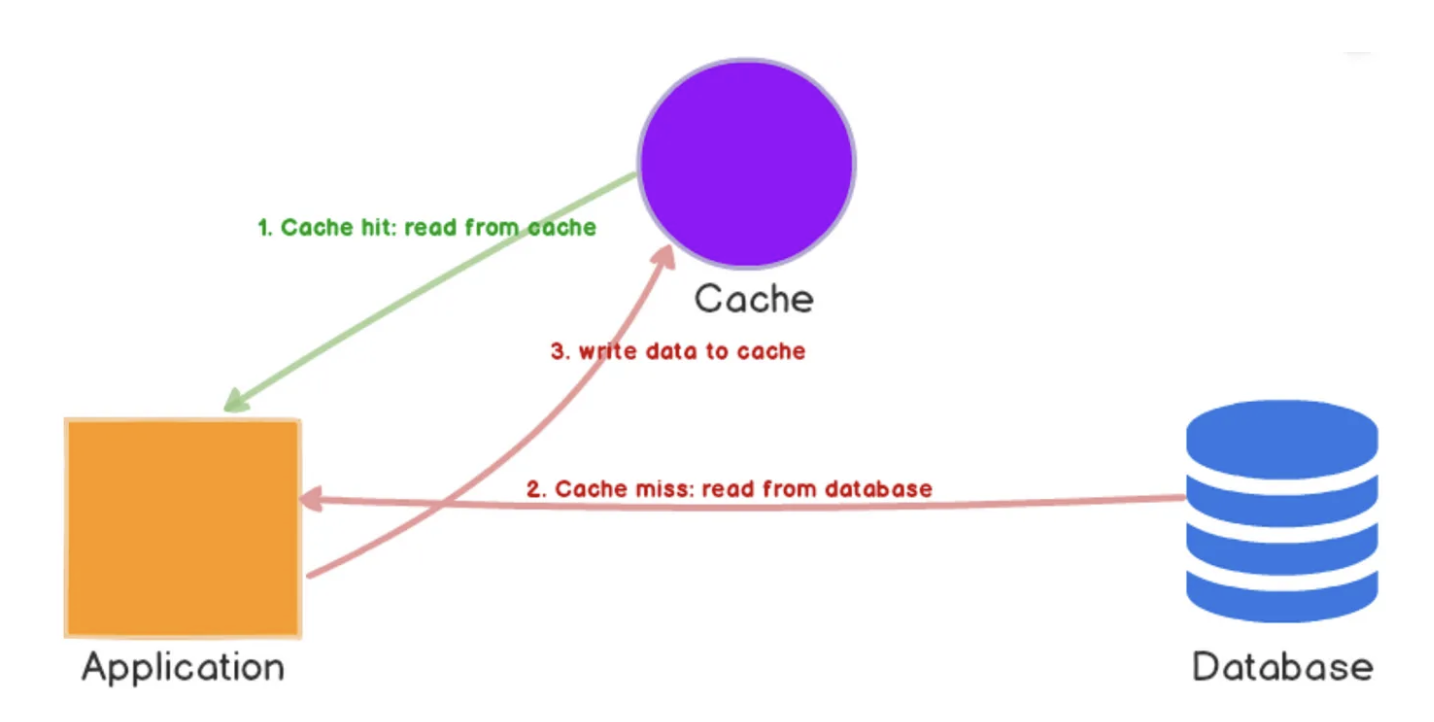 1. Cache hit: read from cache
Cache
3. write data to cache
2. Cache miss: read from database
Application
Database